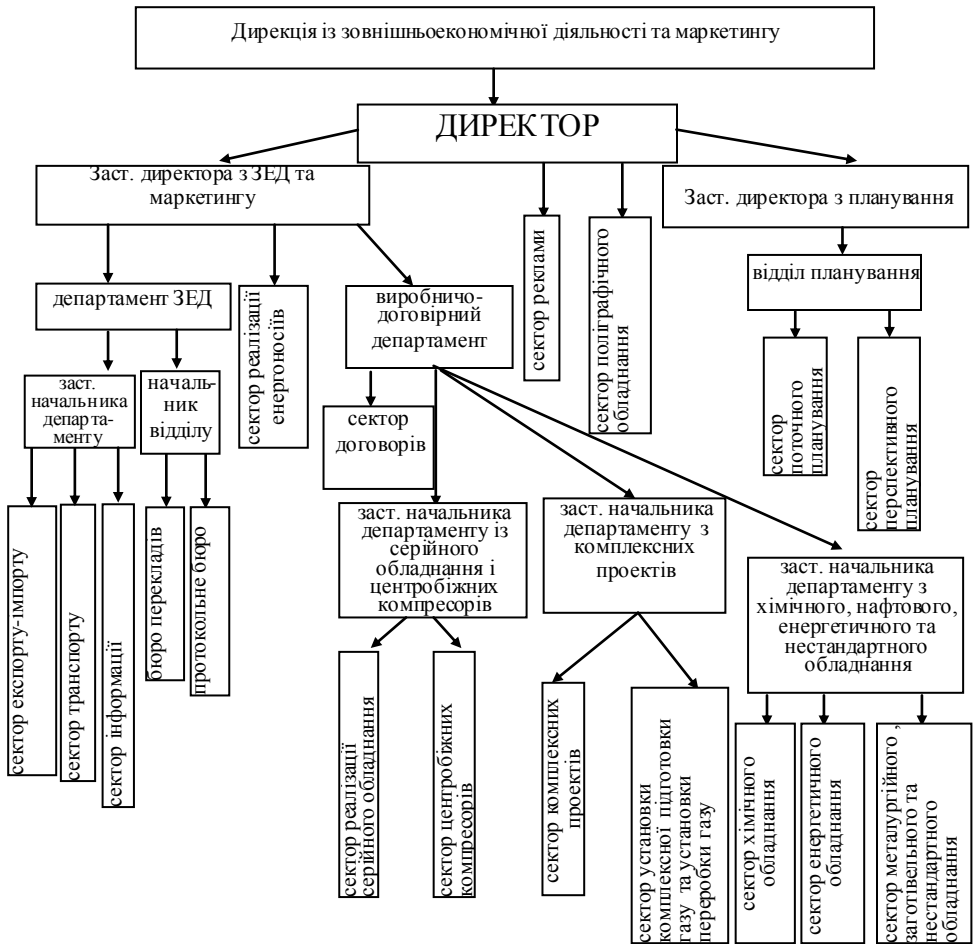 Дирекція із зовнішньоекономічної діяльності та маркетингу
ДИРЕКТОР
Заст. директора з ЗЕД та
маркетингу
Заст. директора з планування
департамент ЗЕД
сектор реалізації
енергоносіїв
виробничо-
договірний
департамент
сектор реклами
сектор поліграфічного
обладнання
відділ планування
сектор
поточного
планування
сектор
перспективного
планування
заст.
начальника
департа-
менту
началь-
ник
відділу
сектор
договорів
сектор експорту-імпорту
сектор транспорту
сектор інформації
бюро перекладів
протокольне бюро
заст. начальника
департаменту із
серійного
обладнання і
центробіжних
компресорів
заст. начальника
департаменту з
комплексних
проектів
заст. начальника
департаменту з
хімічного, нафтового,
енергетичного та
нестандартного
обладнання
сектор реалізації
серійного обладнання
сектор центробіжних
компресорів
сектор комплексних
проектів
сектор установки
комплексної підготовки
газу та установки
переробки газу
сектор хімічного
обладнання
сектор енергетичного
обладнання
сектор металургійного ,
заготівельного та
нестандартного
обладнання